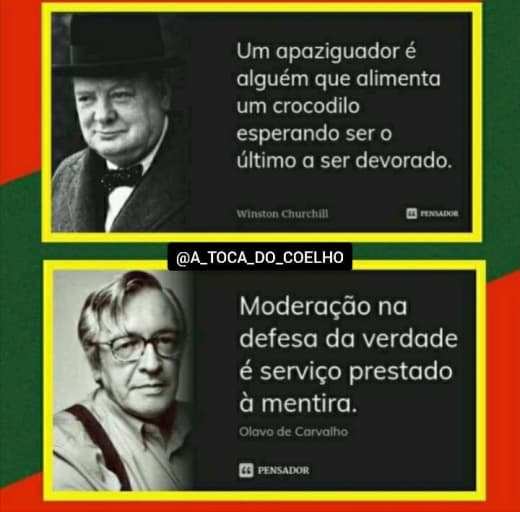 Um apaziguador é
alguém que alimenta
um crocodilo
esperando ser o
último a ser devorado.
Winston Churchill
PENSADOR
@A_TOCA_DO_COELHO
Moderação na
defesa da verdade
é serviço prestado
à mentira.
Olavo de Carvalho
PENSADOR